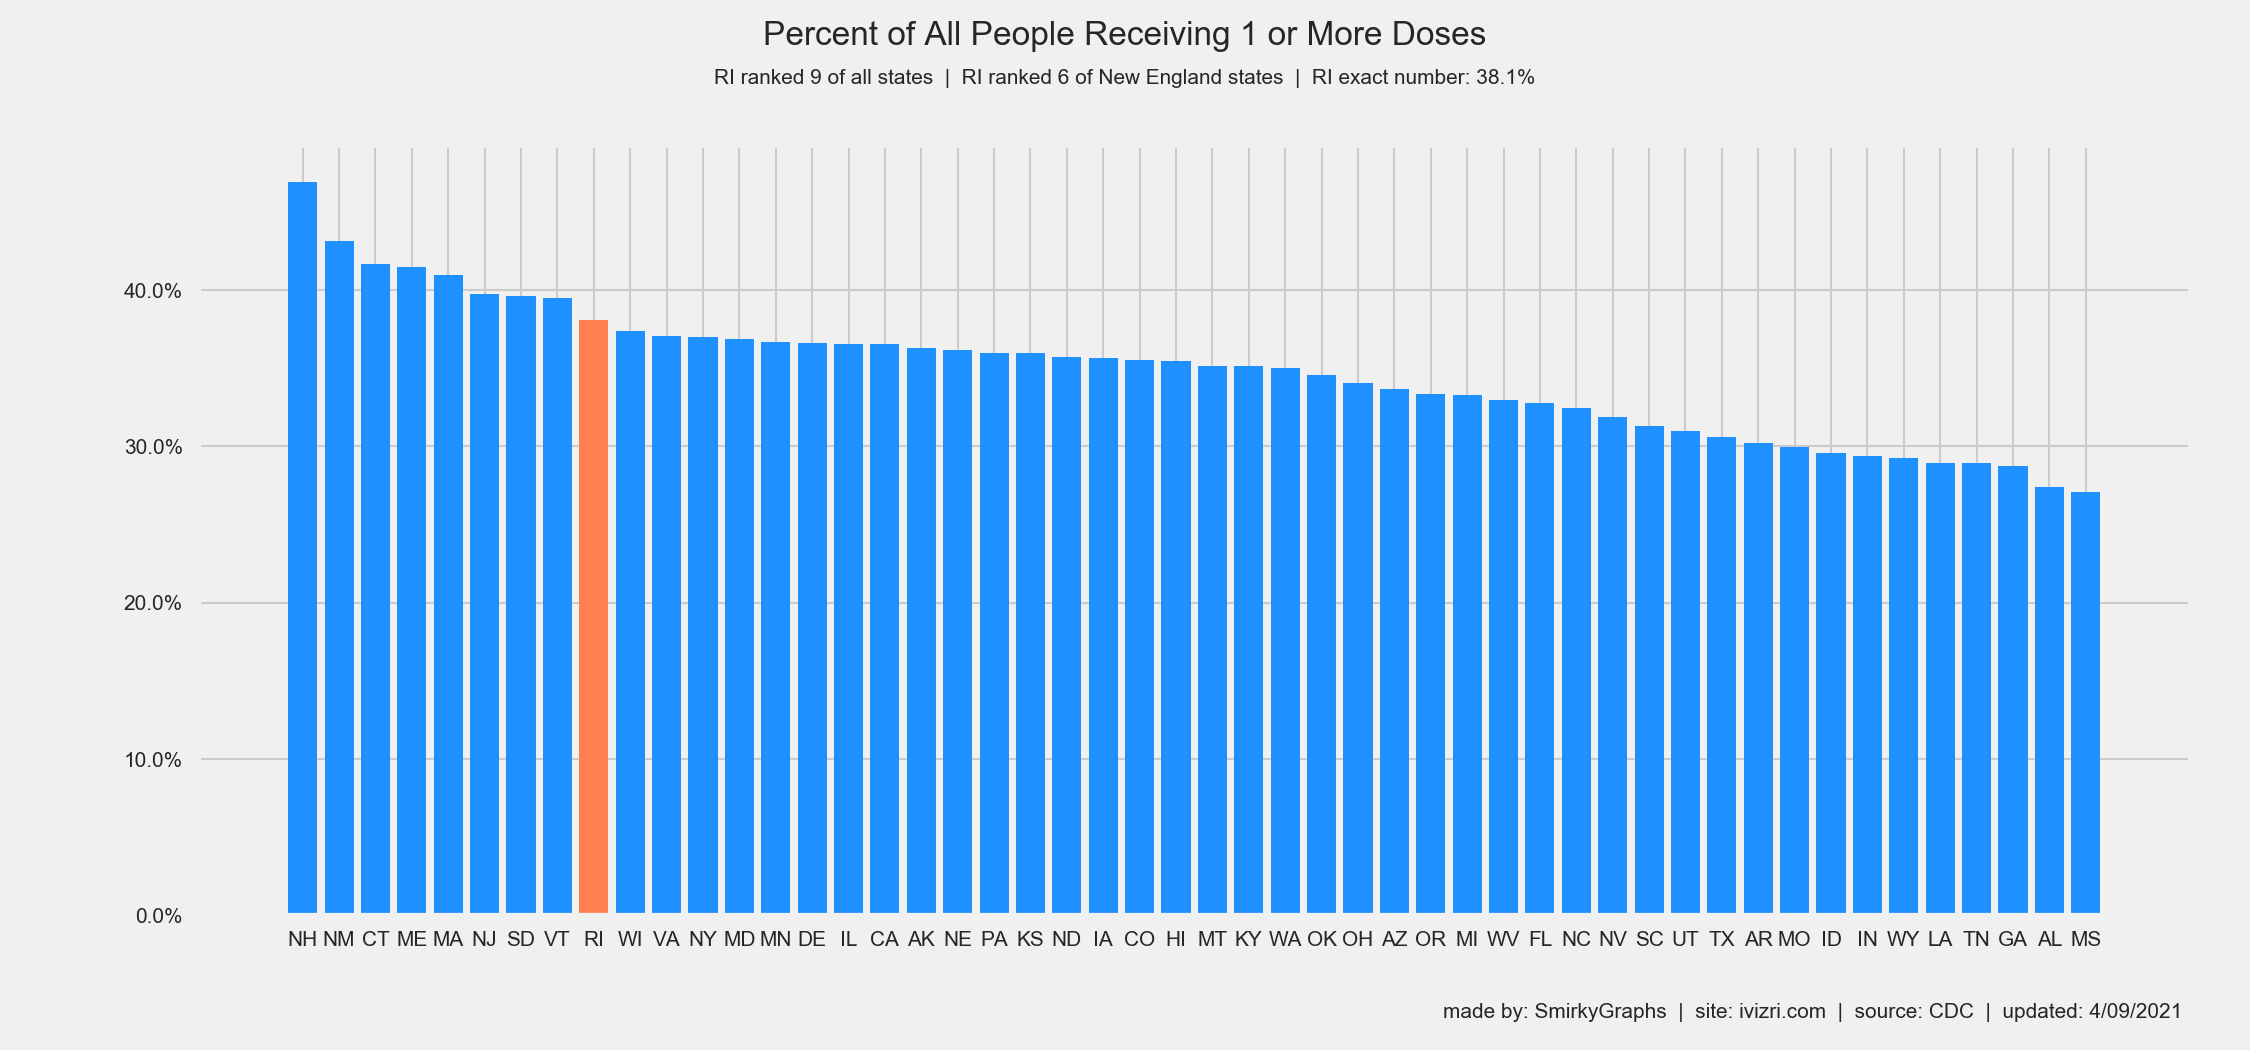 Percent of All People Receiving 1 or More Doses
RI ranked 9 of all states | RI ranked 6 of New England states | RI exact number: 38.1%
40.0%
30.0%
20.0%
10.0%
0.0%
NH NM CT ME MA NJ SD VT RI WI VA NY MD MN DE IL CA AK NE PA KS ND IA CO HI MT KY WA OK OH AZ OR MI WV FL NC NV SC UT TX AR MO ID IN WY LA TN GA AL MS
made by: SmirkyGraphs | site: ivizri.com | source: CDC | updated: 4/09/2021